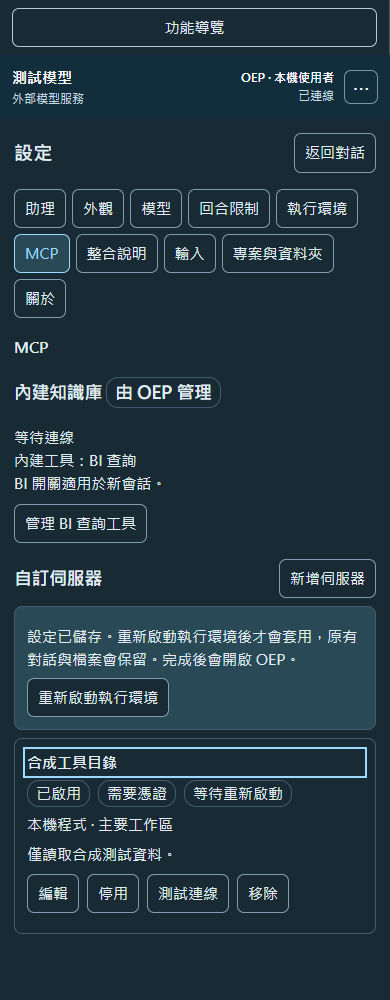 功能導覽
測試模型
OEP · 本機使用者
外部模型服務
已連線
...
設定
返回對話
助理
外觀
模型
回合限制
執行環境
MCP
整合說明
輸入
專案與資料夾
關於
MCP
內建知識庫
由 OEP 管理
等待連線
內建工具：BI 查詢
BI 開關適用於新會話。
管理 BI 查詢工具
自訂伺服器
新增伺服器
設定已儲存。重新啟動執行環境後才會套用，原有
對話與檔案會保留。完成後會開啟 OEP。
重新啟動執行環境
合成工具目錄
已啟用
需要憑證
等待重新啟動
本機程式 · 主要工作區
僅讀取合成測試資料。
編輯
停用
測試連線
移除